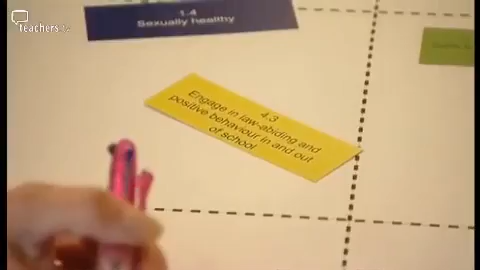 Teachers
1.4
Sexually healthy
4.3
Engage in law-abiding and
positive behaviour in and out
of school